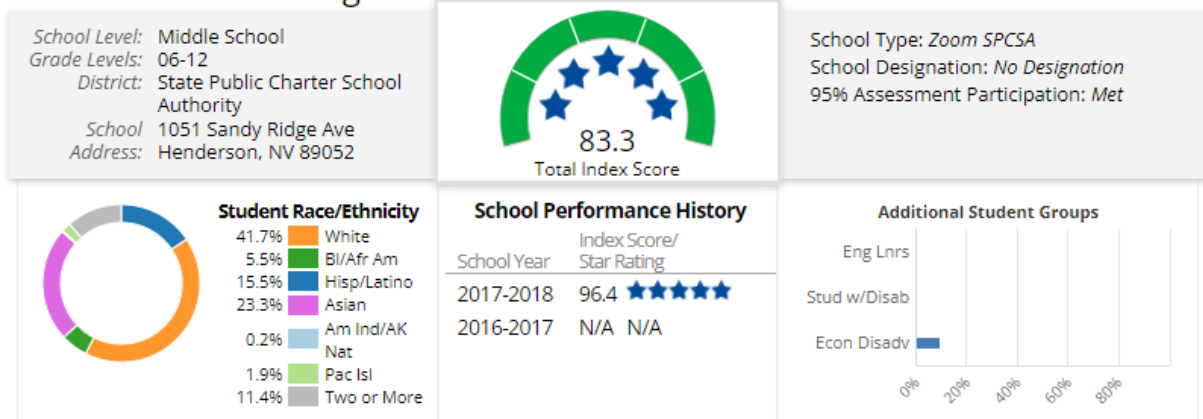 School Level: Middle School
Grade Levels: 06-12
District: State Public Charter School
Authority
School 1051 Sandy Ridge Ave
Address: Henderson, NV 89052
83.3
Total Index Score
School Type: Zoom SPCSA
School Designation: No Designation
95% Assessment Participation: Met
Student Race/Ethnicity
41.7% White
5.5% Bl/Afr Am
15.5% Hisp/Latino
23.3% Asian
0.2% Am Ind/AK
Nat
1.9% Pac Isl
11.4% Two or More
School Performance History
School Year Index Score/
Star Rating
2017-2018 96.4
2016-2017 N/A N/A
Additional Student Groups
Eng Lnrs
Stud w/Disab
Econ Disadv
0% 20% 40% 60% 80%